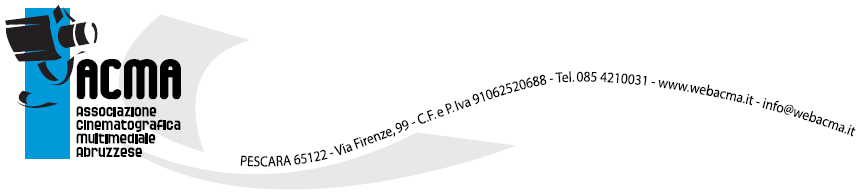 ACMA
Associazione
Cinematografica
Multimediale
Abruzzese
PESCARA 65122 - Via Firenze, 99 - C.F. e P. Iva 91062520688 - Tel. 085 4210031 - www.webacma.it - info@webacma.it